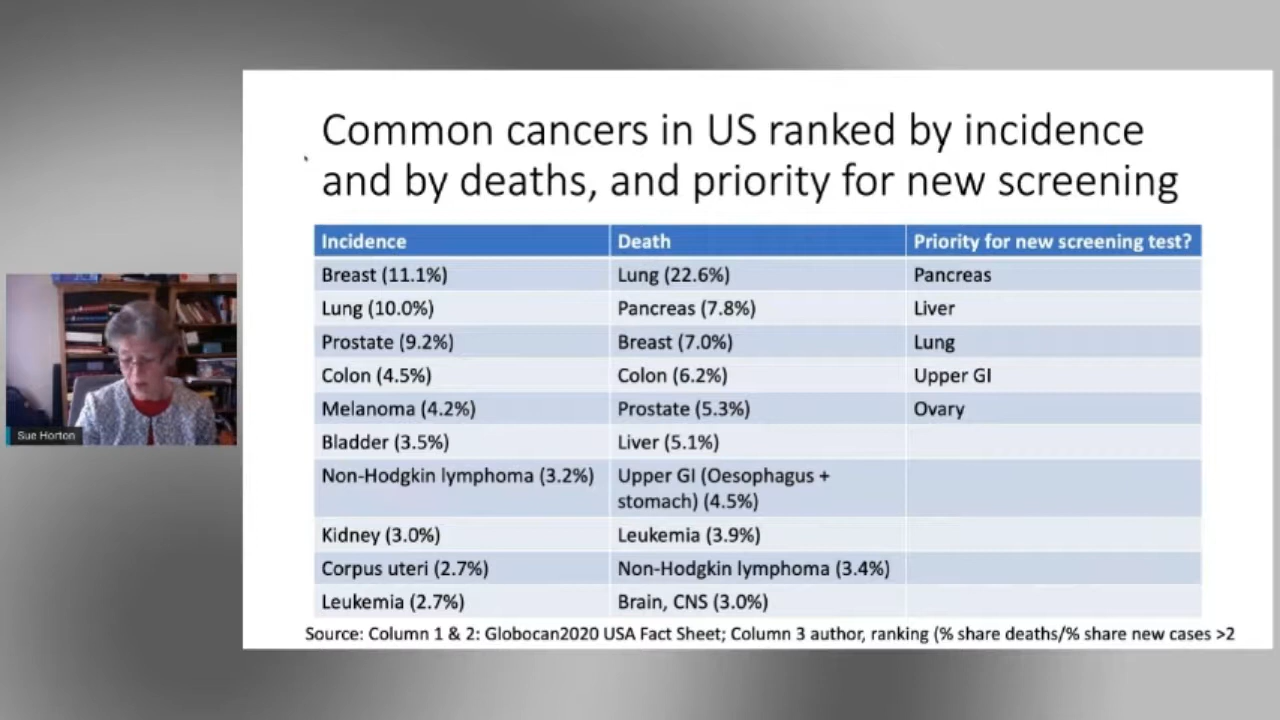 Common cancers in US ranked by incidence
and by deaths, and priority for new screening
Incidence Death Priority for new screening test?
Breast (11.1%) Lung (22.6%) Pancreas
Lung (10.0%) Pancreas (7.8%) Liver
Prostate (9.2%) Breast (7.0%) Lung
Colon (4.5%) Colon (6.2%) Upper GI
Melanoma (4.2%) Prostate (5.3%) Ovary
Bladder (3.5%) Liver (5.1%)
Non-Hodgkin lymphoma (3.2%) Upper GI (Oesophagus +
stomach) (4.5%)
Kidney (3.0%) Leukemia (3.9%)
Corpus uteri (2.7%) Non-Hodgkin lymphoma (3.4%)
Leukemia (2.7%) Brain, CNS (3.0%)
Source: Column 1 & 2: Globocan2020 USA Fact Sheet; Column 3 author, ranking (% share deaths/% share new cases >2
Sue Horton